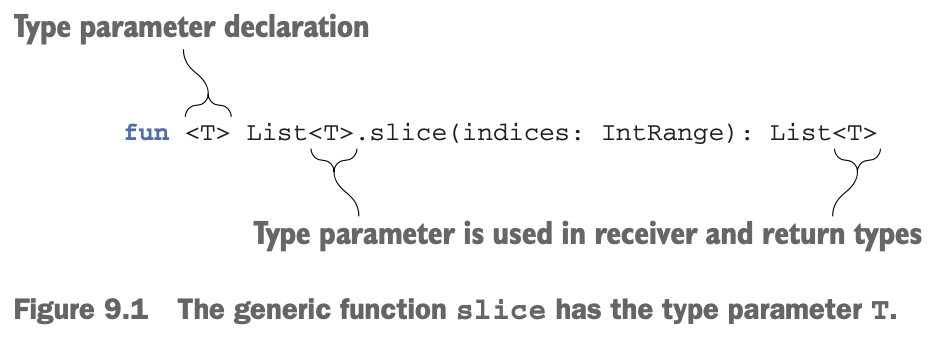 Type parameter declaration
fun <T> List<T>.slice(indices: IntRange): List<T>
Type parameter is used in receiver and return types
Figure 9.1 The generic function slice has the type parameter T.